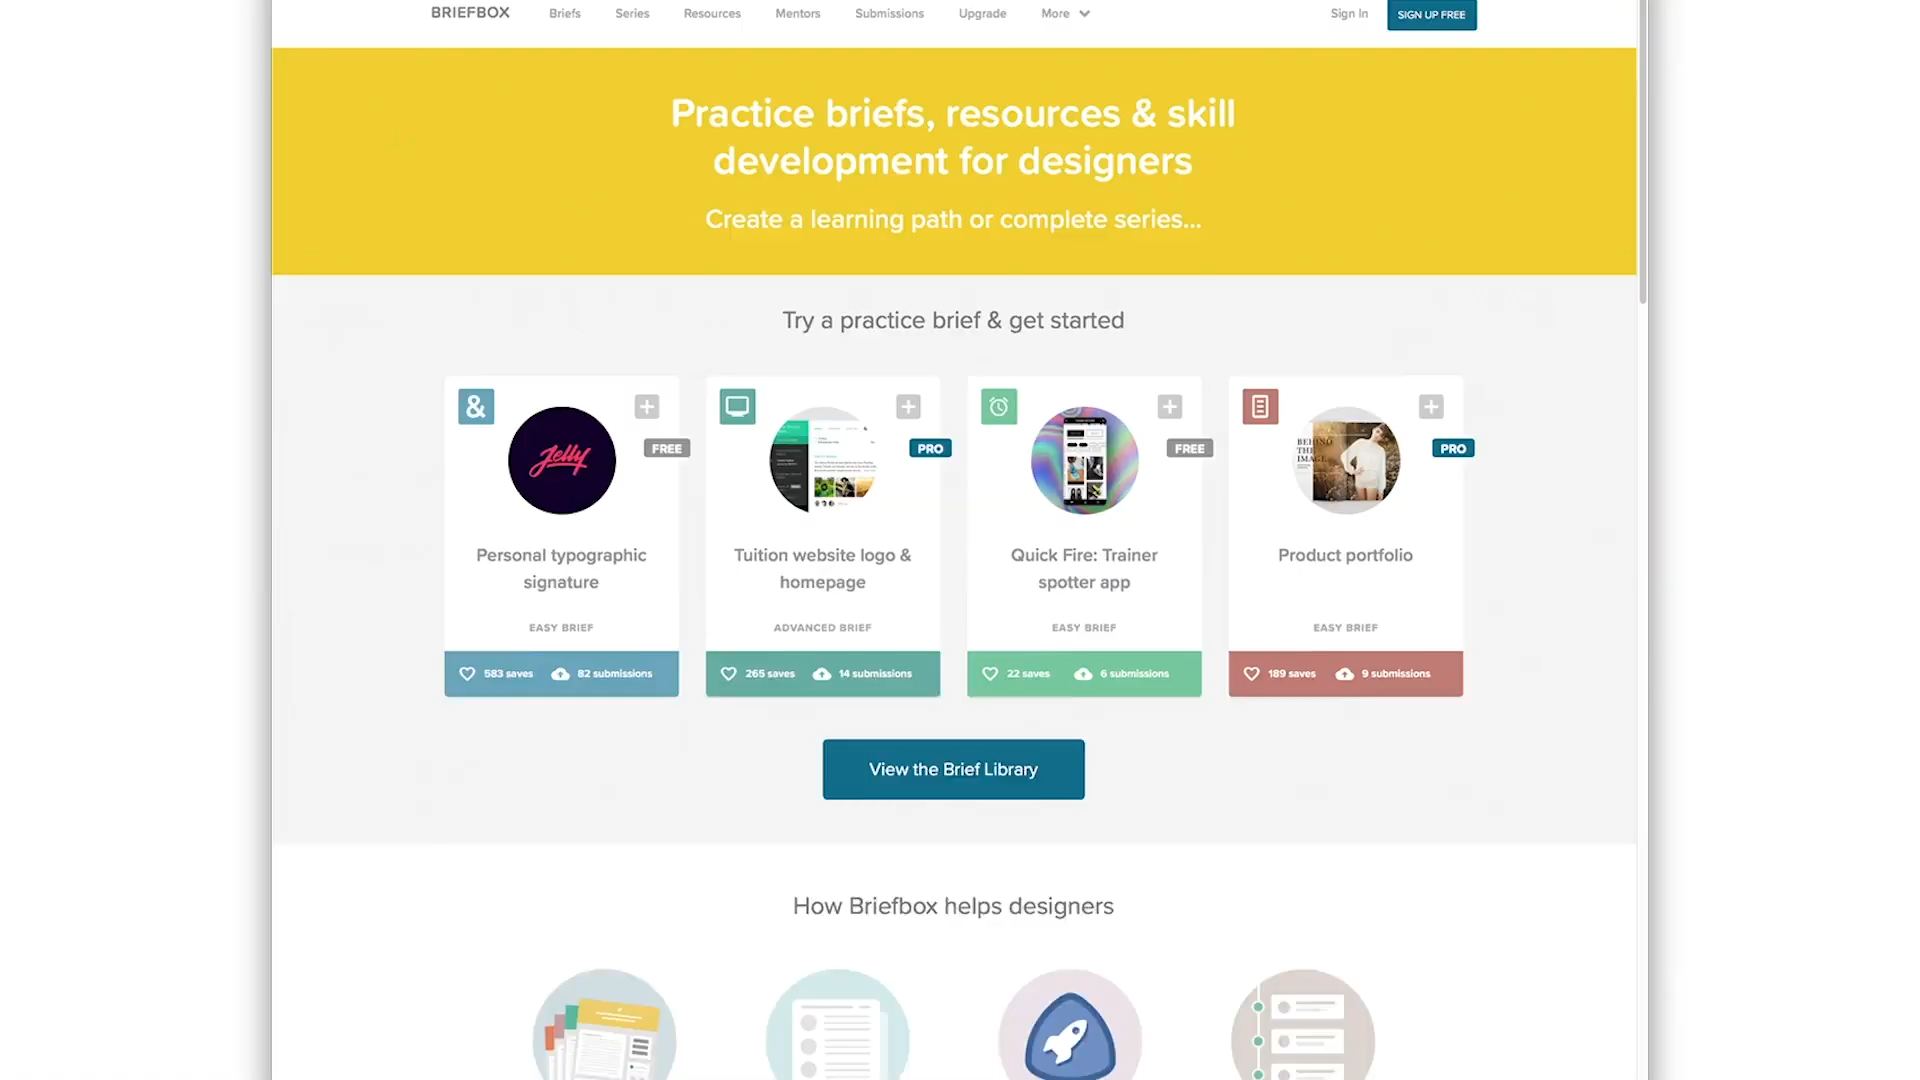 BRIEFBOX Briefs Series Resources Mentors Submissions Upgrade More Sign In SIGN UP FREE
Practice briefs, resources & skill
development for designers
Create a learning path or complete series...
Try a practice brief & get started
&
Jelly
FREE
Personal typographic
signature
EASY BRIEF
583 saves 82 submissions
PRO
Tuition website logo &
homepage
ADVANCED BRIEF
265 saves 14 submissions
FREE
Quick Fire: Trainer
spotter app
EASY BRIEF
22 saves 6 submissions
BEHIND
THE
IMAGE
PRO
Product portfolio
EASY BRIEF
189 saves 9 submissions
View the Brief Library
How Briefbox helps designers